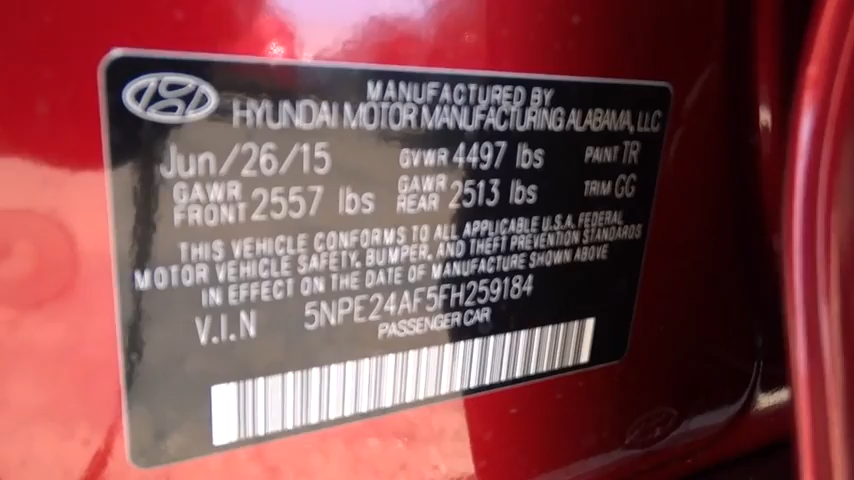 MANUFACTURED BY
HYUNDAI MOTOR MANUFACTURING ALABAMA, LLC
Jun/26/15 GVWR 4497 lbs PAINT TR
GAWR FRONT 2557 lbs GAWR REAR 2513 lbs TRIM GG
THIS VEHICLE CONFORMS TO ALL APPLICABLE U.S.A. FEDERAL
MOTOR VEHICLE SAFETY, BUMPER, AND THEFT PREVENTION STANDARDS
IN EFFECT ON THE DATE OF MANUFACTURE SHOWN ABOVE
V.I.N 5NPE24AF5FH259184
PASSENGER CAR